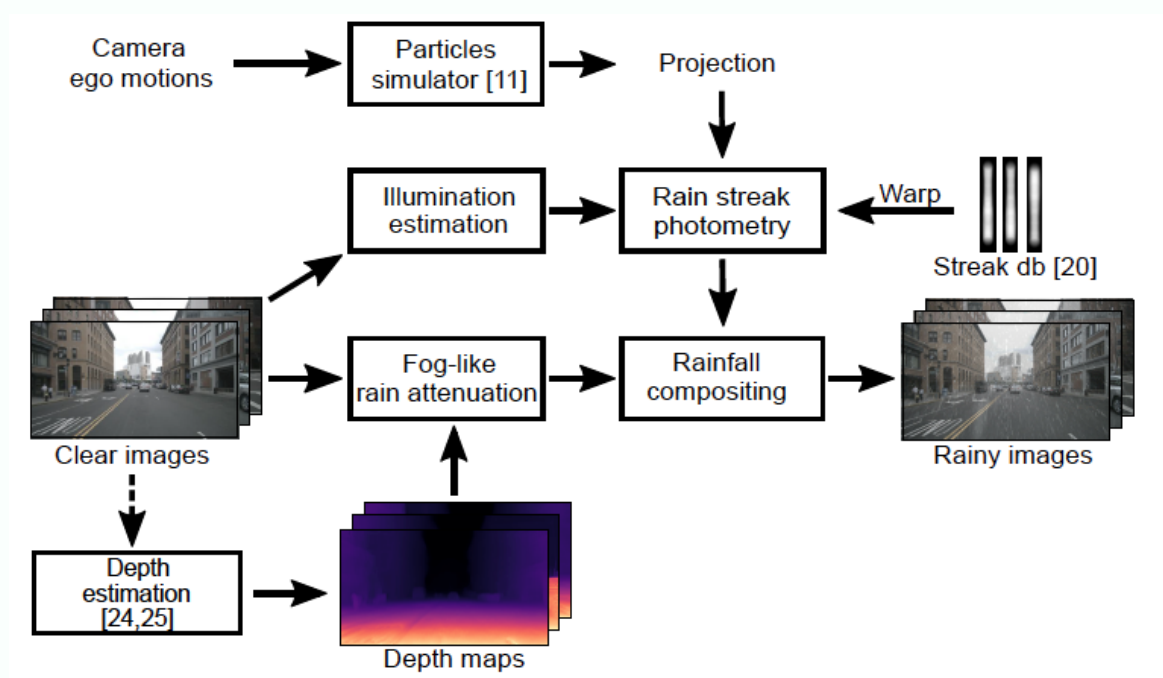 Camera
ego motions
Particles
simulator [11]
Projection
Illumination
estimation
Rain streak
photometry
Warp
Streak db [20]
Clear images
Fog-like
rain attenuation
Rainfall
compositing
Rainy images
Depth
estimation
[24,25]
Depth maps